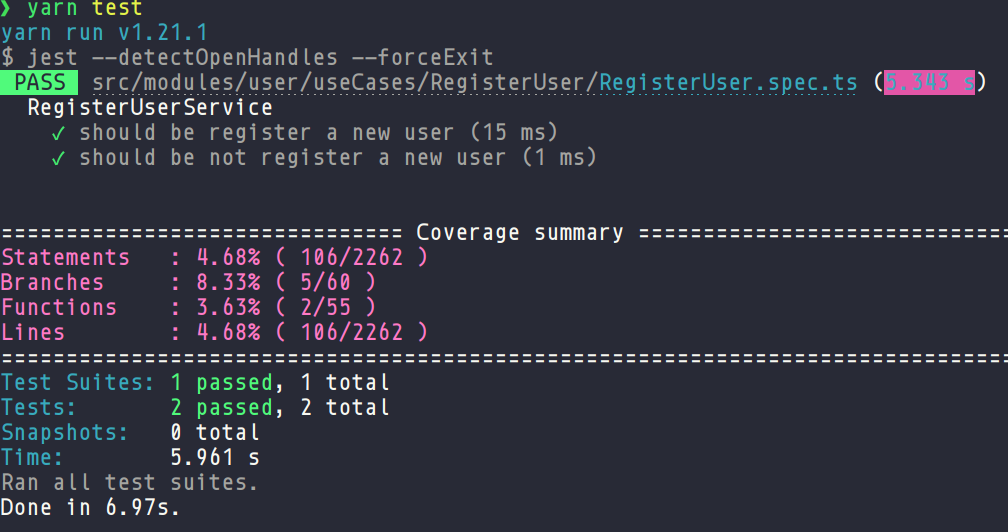 ❯ yarn test
yarn run v1.21.1
$ jest --detectOpenHandles --forceExit
PASS src/modules/user/useCases/RegisterUser/RegisterUser.spec.ts (5.343 s)
RegisterUserService
✓ should be register a new user (15 ms)
✓ should be not register a new user (1 ms)
=============================== Coverage summary =============================
Statements : 4.68% ( 106/2262 )
Branches : 8.33% ( 5/60 )
Functions : 3.63% ( 2/55 )
Lines : 4.68% ( 106/2262 )
==============================================================================
Test Suites: 1 passed, 1 total
Tests: 2 passed, 2 total
Snapshots: 0 total
Time: 5.961 s
Ran all test suites.
Done in 6.97s.